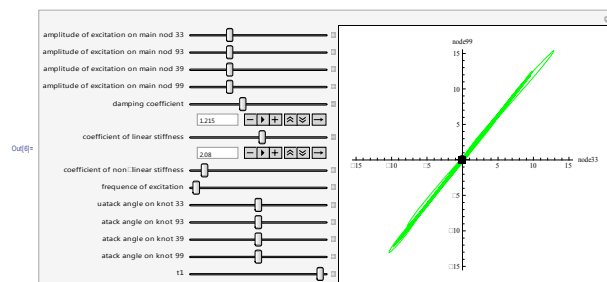 amplitude of excitation on main nod 33
amplitude of excitation on main nod 93
amplitude of excitation on main nod 39
amplitude of excitation on main nod 99
damping coefficient
1.215
coefficient of linear stiffness
2.08
coefficient of non□linear stiffness
frequence of excitation
uatack angle on knot 33
atack angle on knot 93
atack angle on knot 39
atack angle on knot 99
t1
Out[6]=
node99
15
10
5
□15 □10 □5 5 10 15 node33
□5
□10
□15